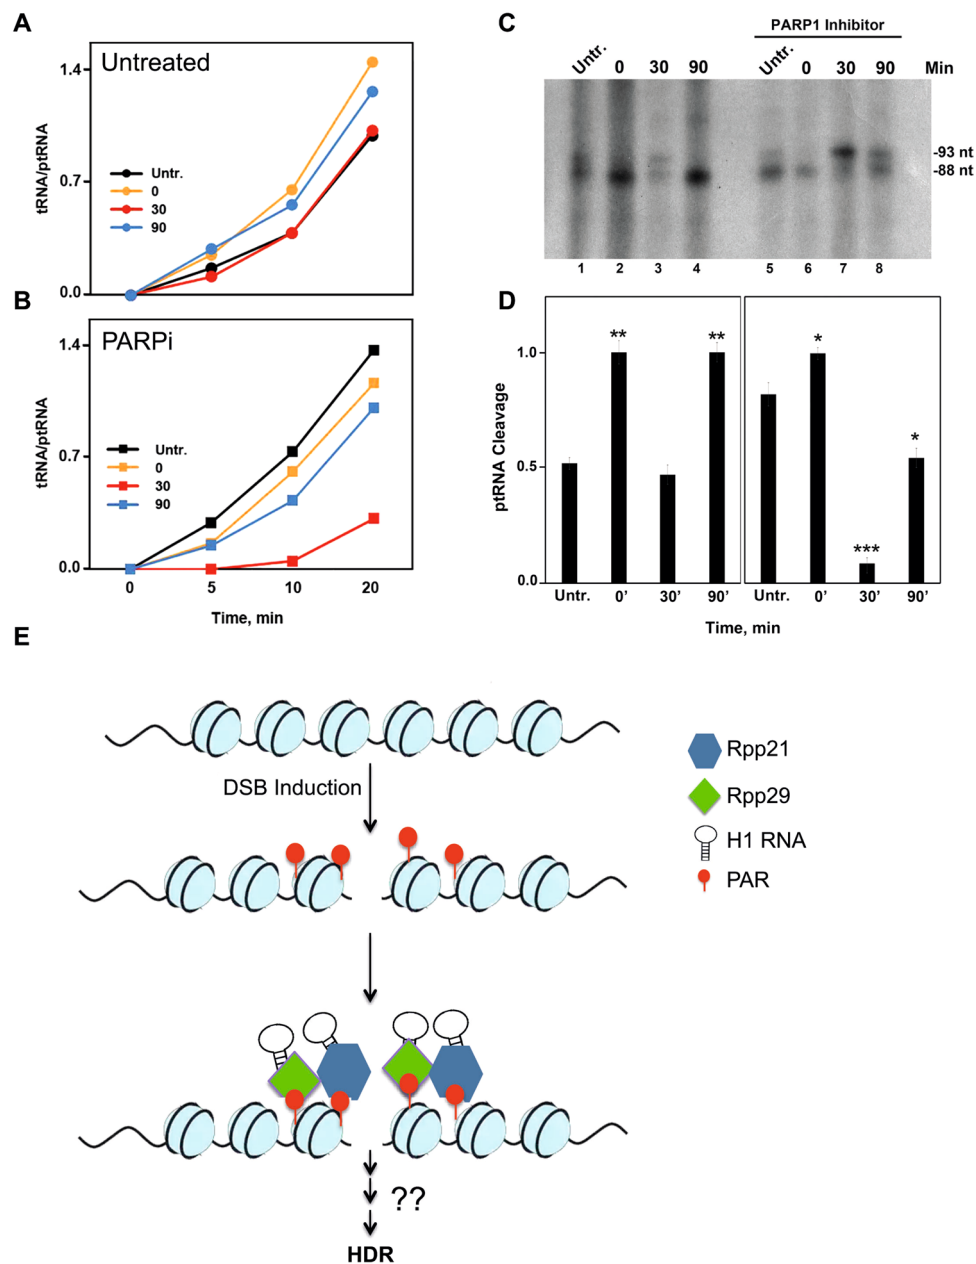 A
Untreated
1.4
0.7
0.0
tRNA/ptRNA
Untr.
0
30
90
B
PARPi
1.4
0.7
0.0
tRNA/ptRNA
Untr.
0
30
90
0 5 10 20
Time, min
C
PARP1 Inhibitor
Untr. 0 30 90 Untr. 0 30 90 Min
-93 nt
-88 nt
1 2 3 4 5 6 7 8
D
1.0
0.5
0.0
ptRNA Cleavage
** ** * *** *
Untr. 0’ 30’ 90’ Untr. 0’ 30’ 90’
Time, min
E
DSB Induction
Rpp21
Rpp29
H1 RNA
PAR
??
HDR